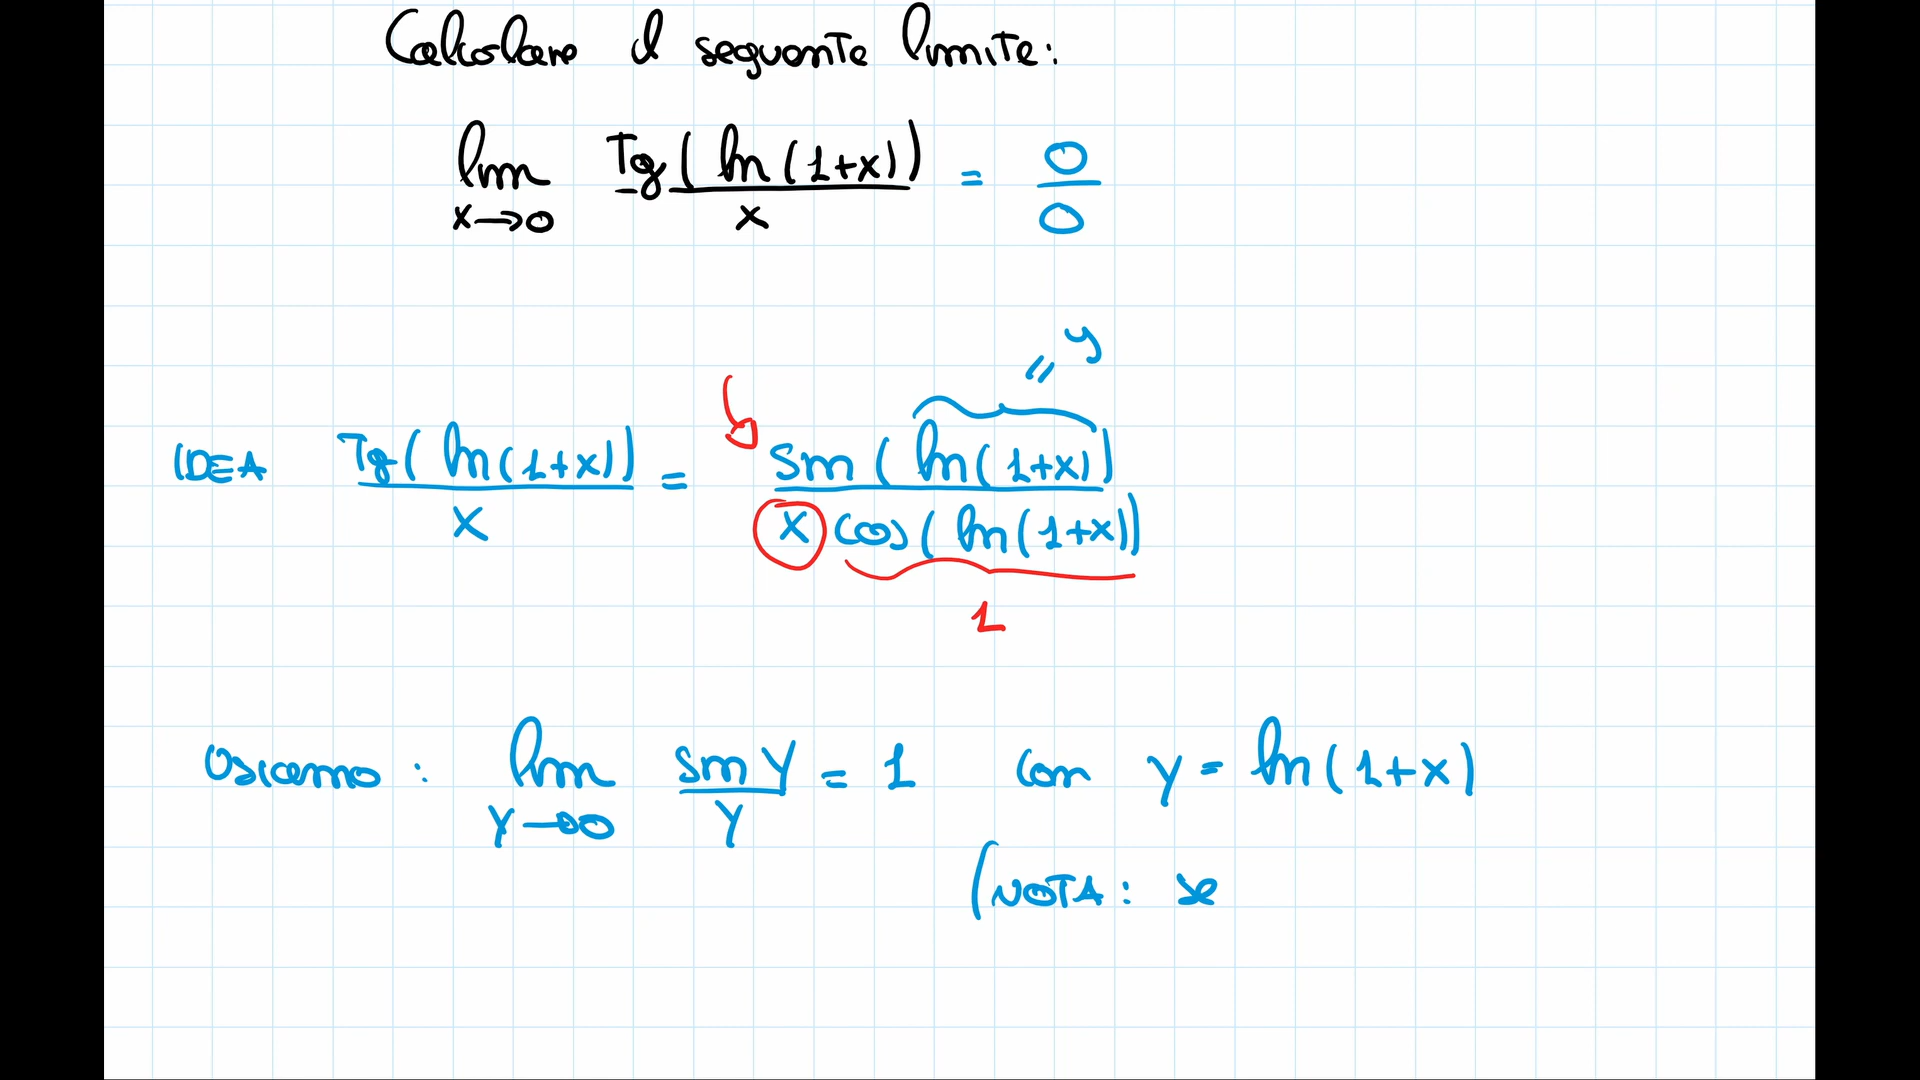 Calcolare il seguente limite:
lim x→0 Tg(ln(1+x))/x = 0/0
= y
IDEA Tg(ln(1+x))/x = sin(ln(1+x))/(x cos(ln(1+x)))
1
Usiamo: lim y→0 sin y/y = 1 con y = ln(1+x)
(NOTA: se